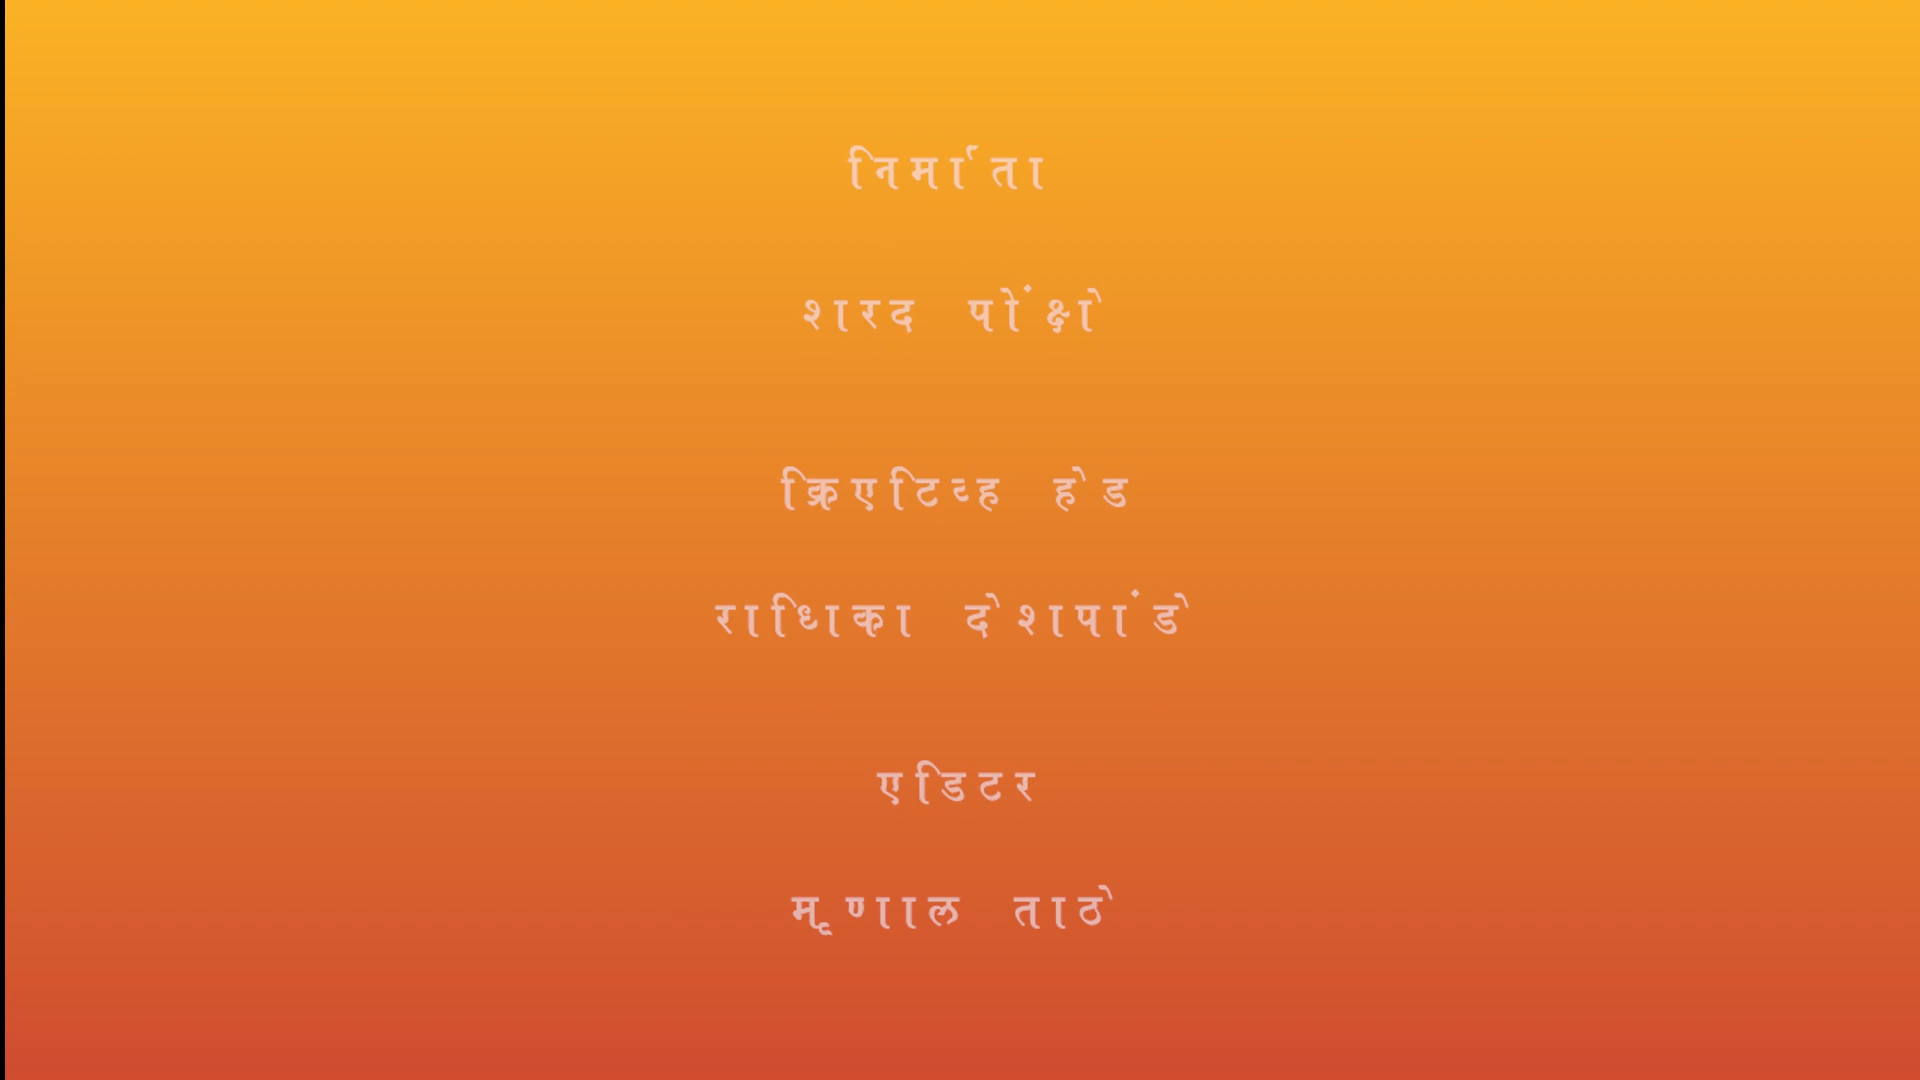 निर्माता
शरद पोंक्षे
क्रिएटिव्ह हेड
राधिका देशपांडे
एडिटर
मृणाल ताठे